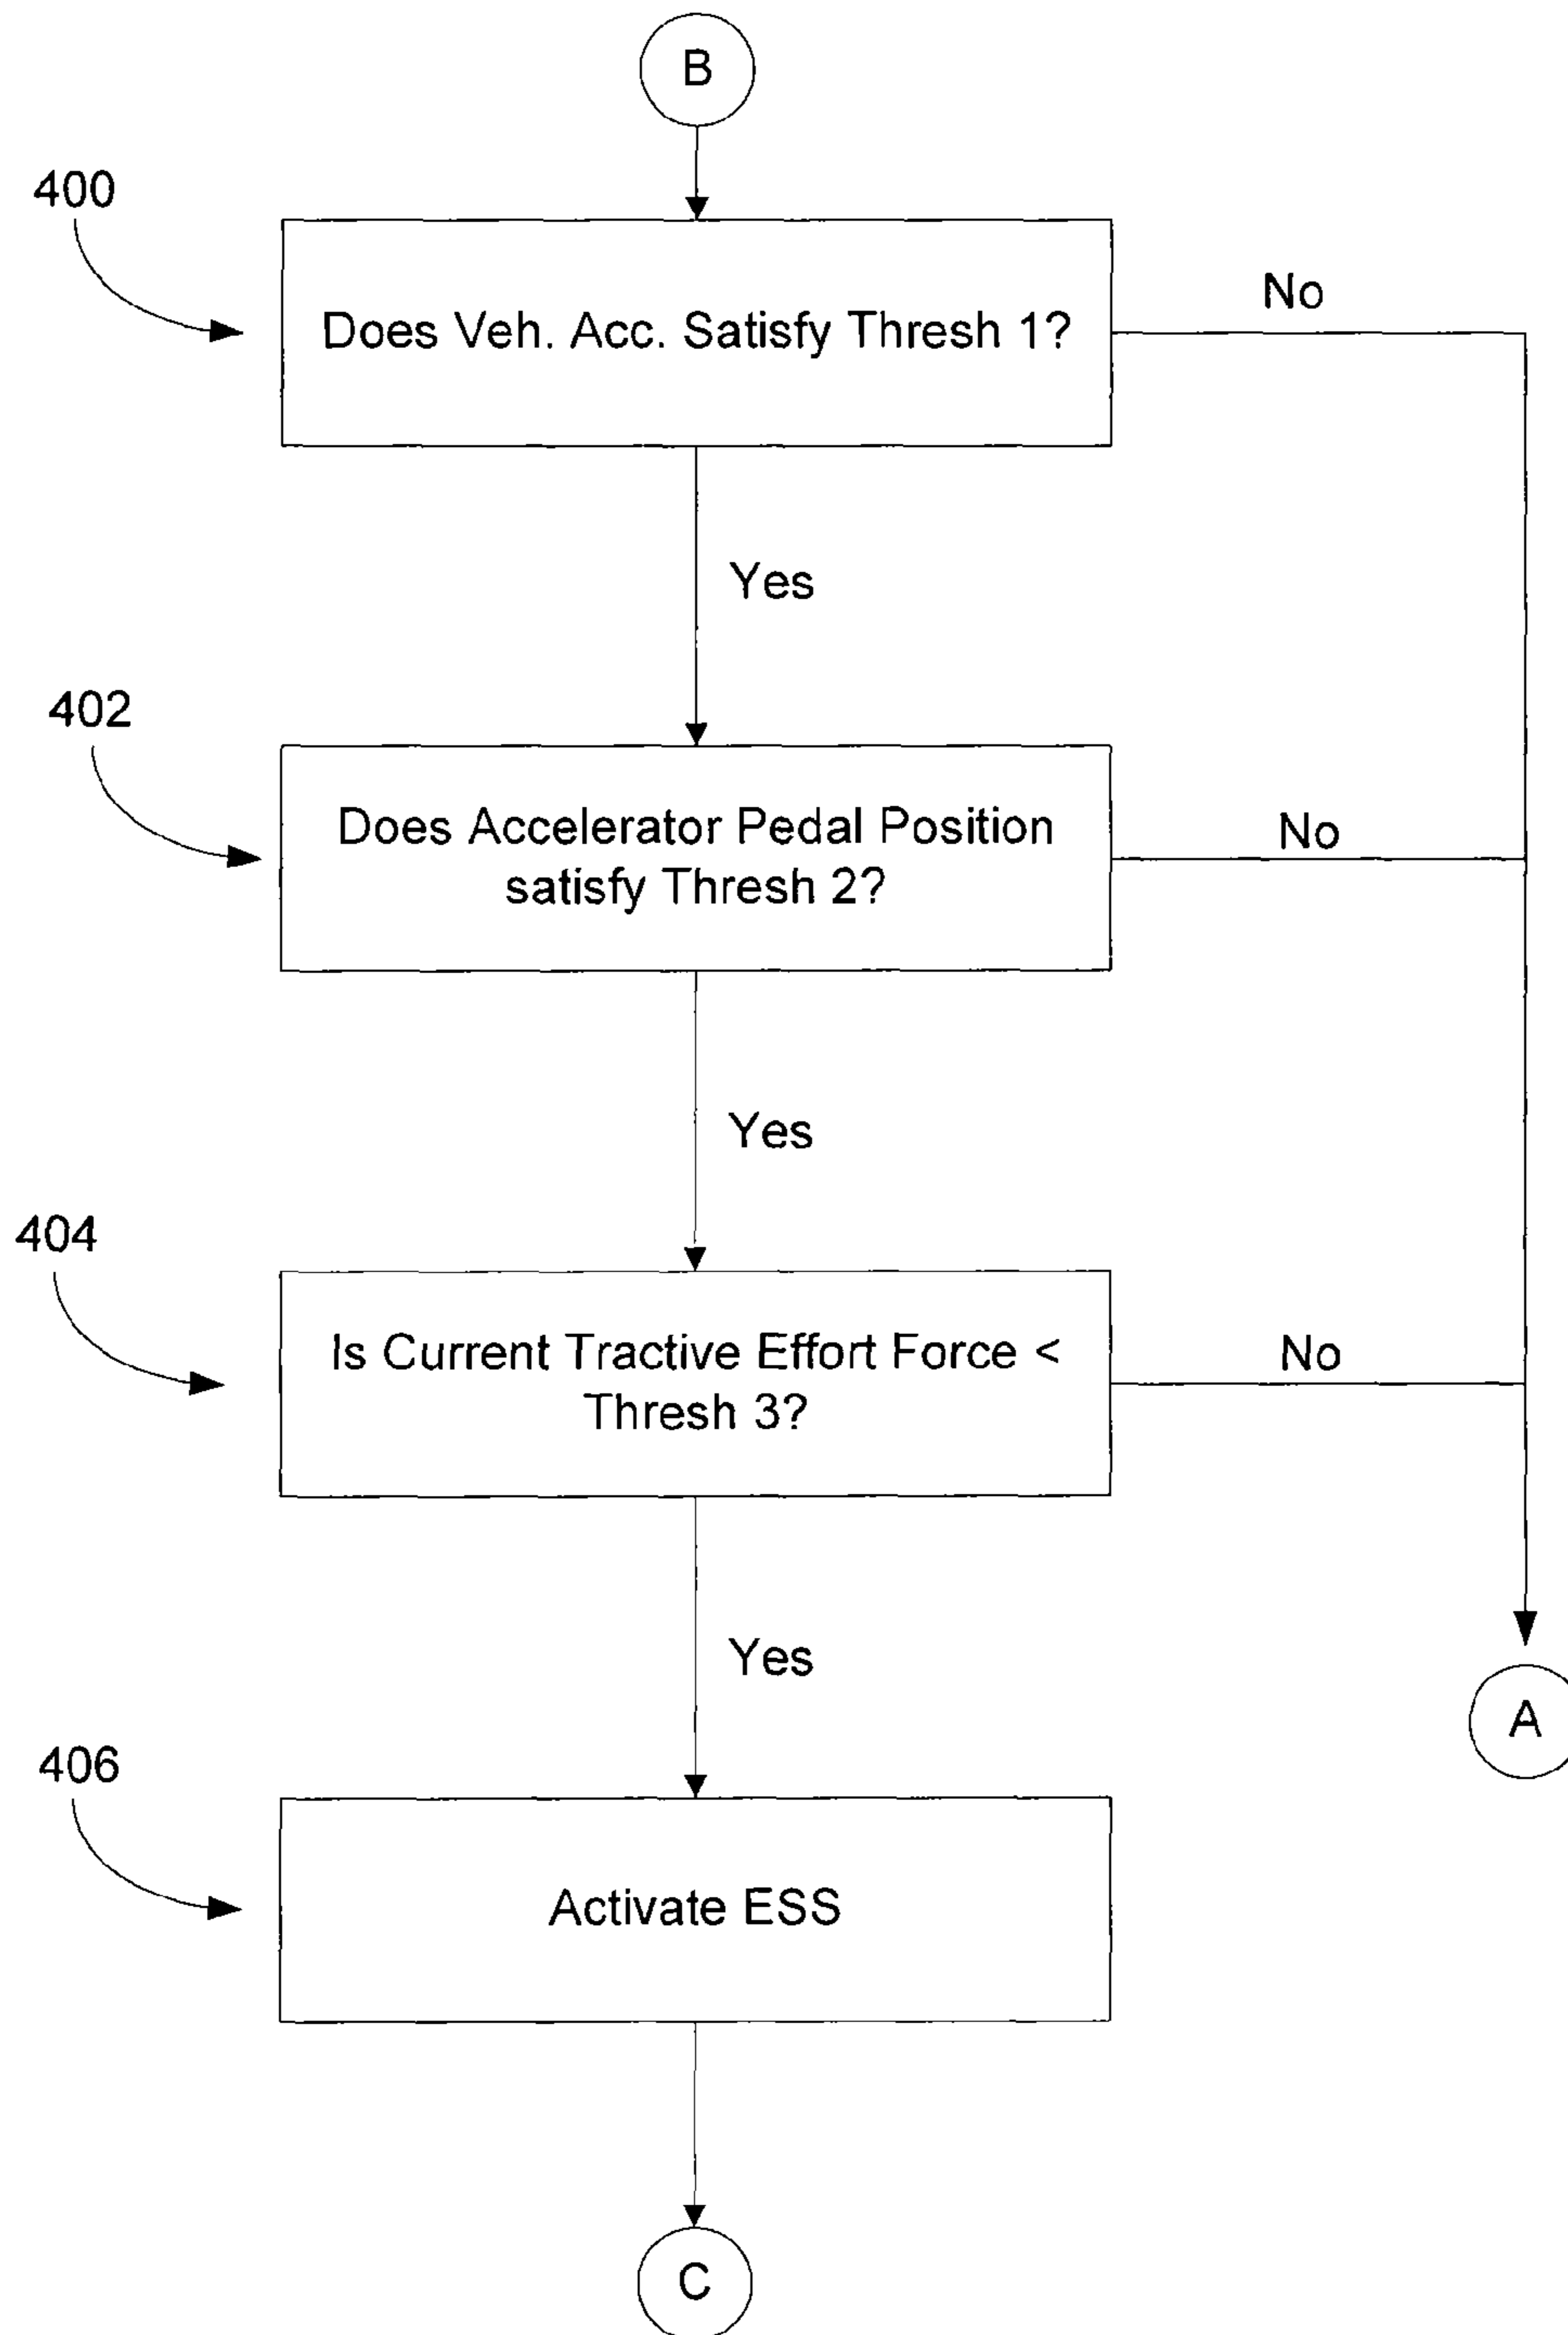 B
400
Does Veh. Acc. Satisfy Thresh 1?
No
Yes
402
Does Accelerator Pedal Position
satisfy Thresh 2?
No
Yes
404
Is Current Tractive Effort Force <
Thresh 3?
No
Yes
A
406
Activate ESS
C